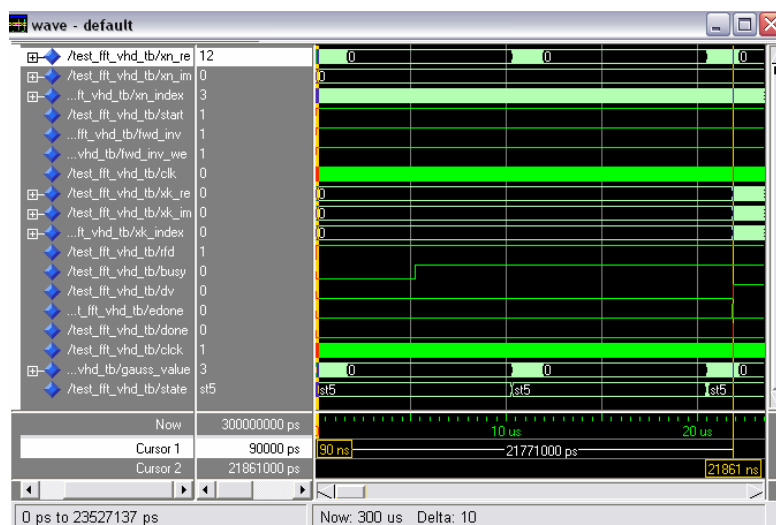 wave - default
/test_fft_vhd_tb/xn_re 12 0 0 0
/test_fft_vhd_tb/xn_im 0 0
...ft_vhd_tb/xn_index 3
/test_fft_vhd_tb/start 1
...fft_vhd_tb/fwd_inv 1
...vhd_tb/fwd_inv_we 1
/test_fft_vhd_tb/clk 0
/test_fft_vhd_tb/xk_re 0 0
/test_fft_vhd_tb/xk_im 0 0
...ft_vhd_tb/xk_index 0 0
/test_fft_vhd_tb/rfd 1
/test_fft_vhd_tb/busy 0
/test_fft_vhd_tb/dv 0
...t_fft_vhd_tb/edone 0
/test_fft_vhd_tb/done 0
/test_fft_vhd_tb/clck 1
...vhd_tb/gauss_value 3 0 0 0
/test_fft_vhd_tb/state st5 st5 st5 st5
Now 300000000 ps 10 us 20 us
Cursor 1 90000 ps 90 ns 21771000 ps
Cursor 2 21861000 ps 21861 ns
0 ps to 23527137 ps Now: 300 us Delta: 10